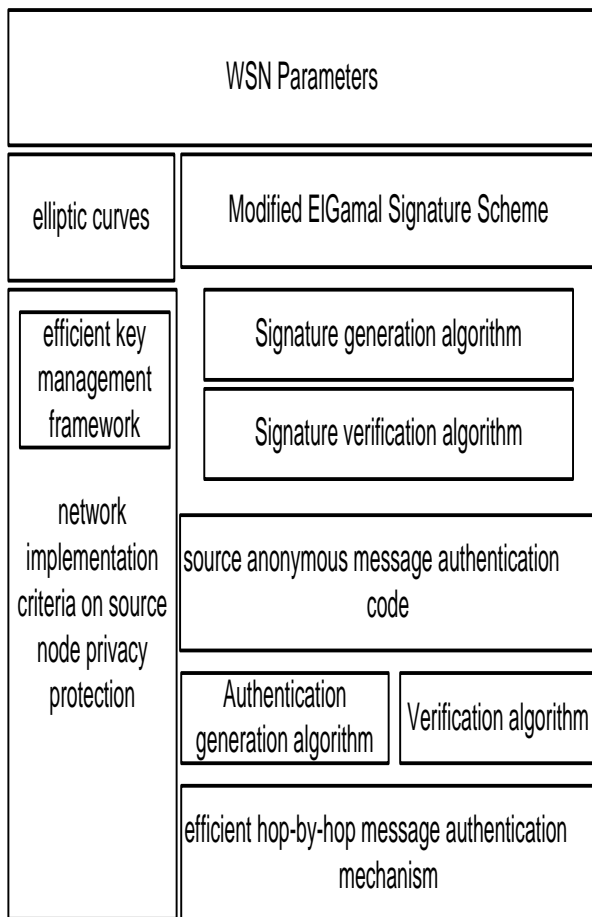 WSN Parameters
elliptic curves
Modified ElGamal Signature Scheme
efficient key
management
framework
network
implementation
criteria on source
node privacy
protection
Signature generation algorithm
Signature verification algorithm
source anonymous message authentication
code
Authentication
generation algorithm
Verification algorithm
efficient hop-by-hop message authentication
mechanism